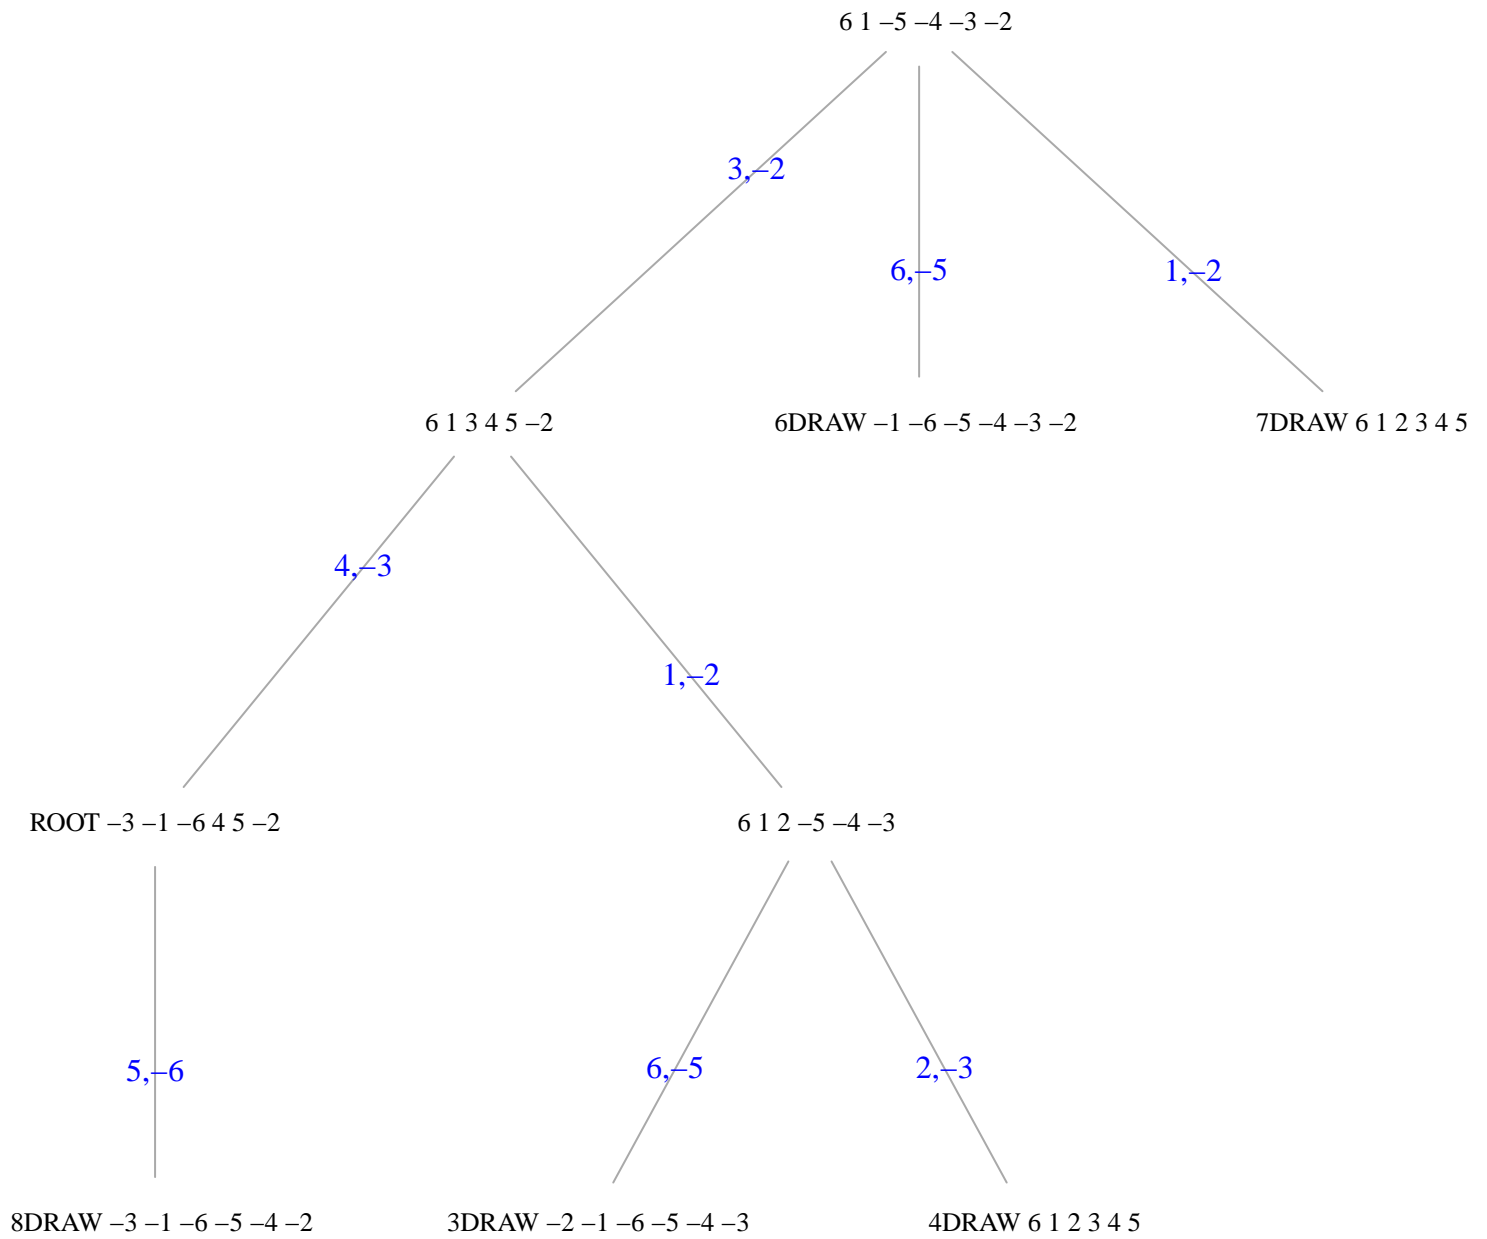 6 1 –5 –4 –3 –2
3,–2
6,–5
1,–2
6 1 3 4 5 –2
6DRAW –1 –6 –5 –4 –3 –2
7DRAW 6 1 2 3 4 5
4,–3
1,–2
ROOT –3 –1 –6 4 5 –2
6 1 2 –5 –4 –3
5,–6
6,–5
2,–3
8DRAW –3 –1 –6 –5 –4 –2
3DRAW –2 –1 –6 –5 –4 –3
4DRAW 6 1 2 3 4 5